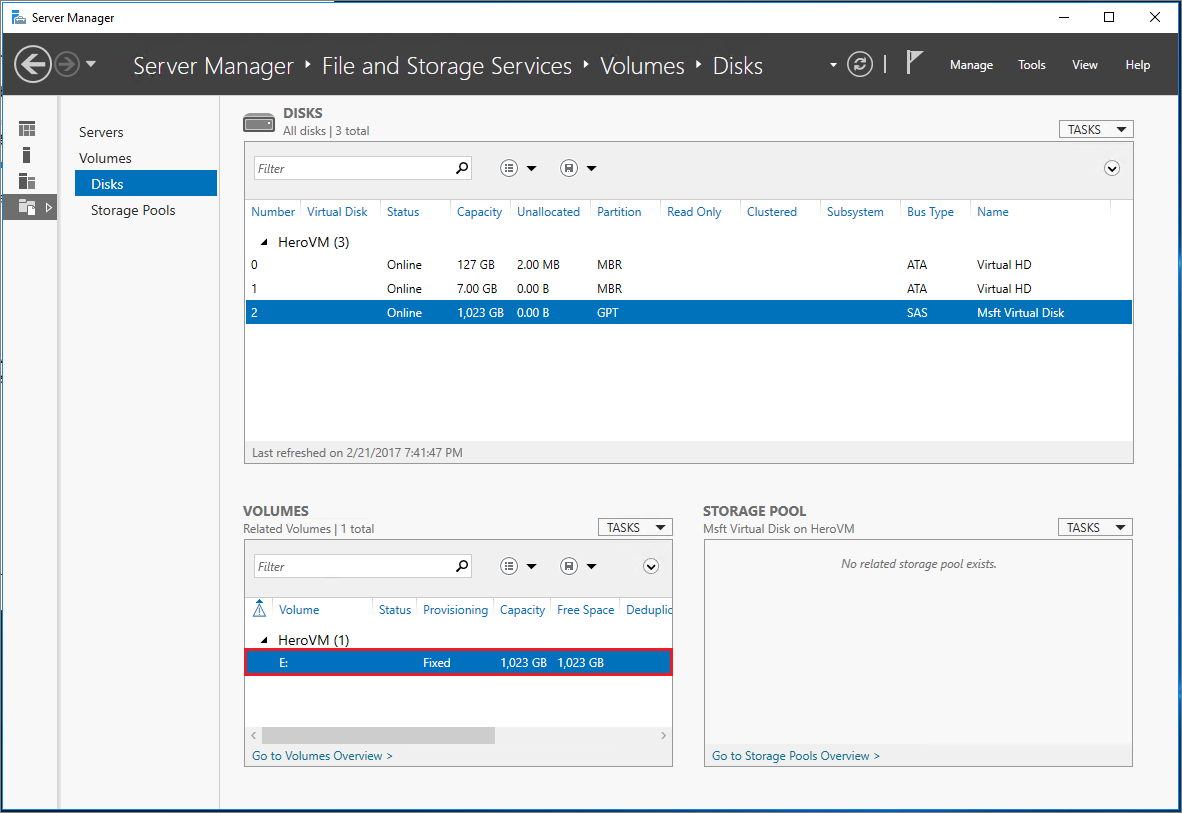 Server Manager
Server Manager ‣ File and Storage Services ‣ Volumes ‣ Disks
Manage Tools View Help
Servers
Volumes
Disks
Storage Pools
DISKS
All disks | 3 total
TASKS
Filter
Number Virtual Disk Status Capacity Unallocated Partition Read Only Clustered Subsystem Bus Type Name
HeroVM (3)
0 Online 127 GB 2.00 MB MBR ATA Virtual HD
1 Online 7.00 GB 0.00 B MBR ATA Virtual HD
2 Online 1,023 GB 0.00 B GPT SAS Msft Virtual Disk
Last refreshed on 2/21/2017 7:41:47 PM
VOLUMES
Related Volumes | 1 total
TASKS
Filter
Volume Status Provisioning Capacity Free Space Deduplic
HeroVM (1)
E: Fixed 1,023 GB 1,023 GB
Go to Volumes Overview >
STORAGE POOL
Msft Virtual Disk on HeroVM
TASKS
No related storage pool exists.
Go to Storage Pools Overview >